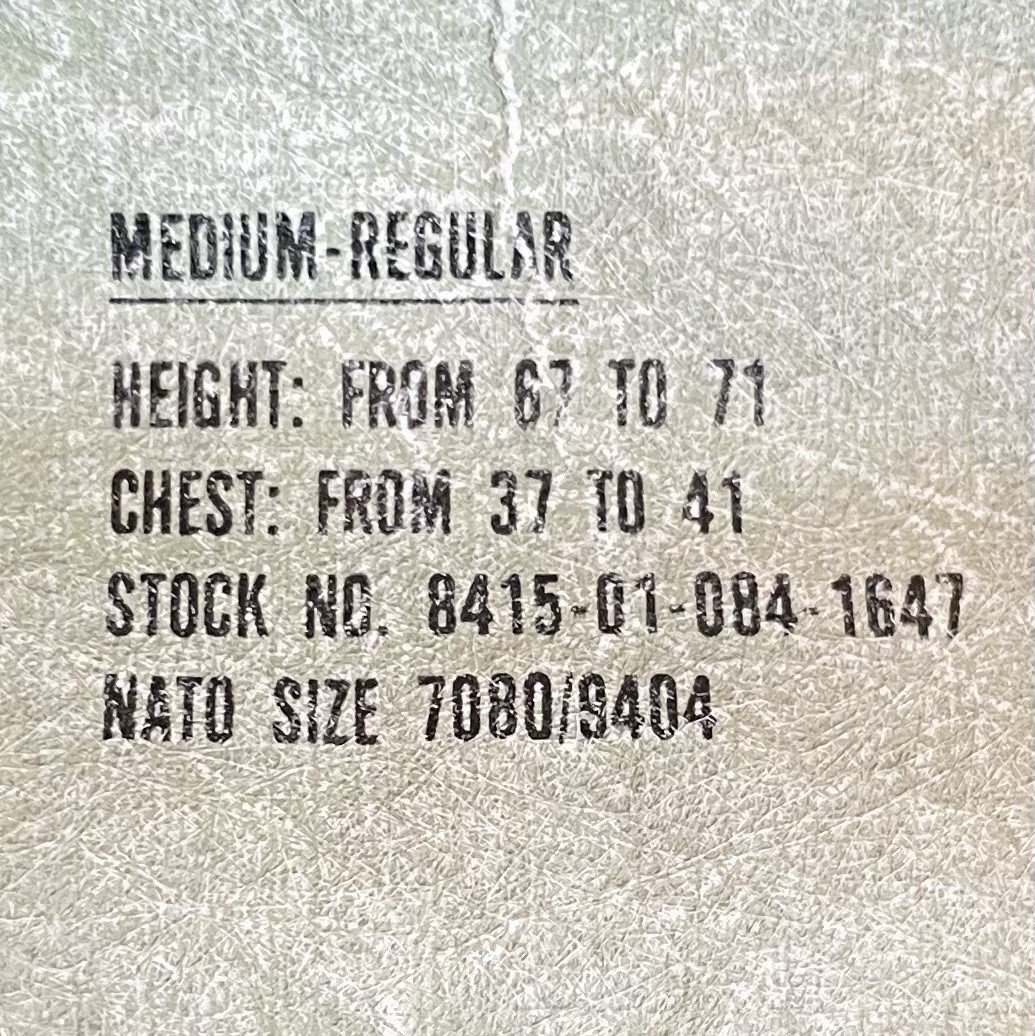 MEDIUM-REGULAR
HEIGHT: FROM 67 TO 71
CHEST: FROM 37 TO 41
STOCK NO. 8415-01-084-1647
NATO SIZE 7080/9404